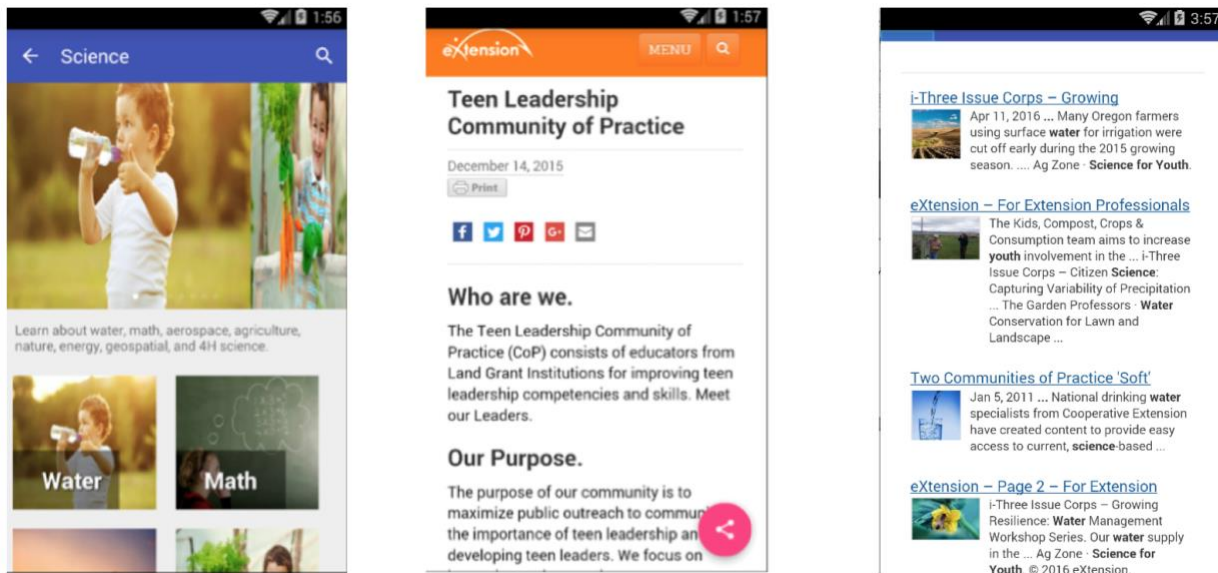 1:56
Science
Learn about water, math, aerospace, agriculture,
nature, energy, geospatial, and 4H science.
Water
Math
1:57
eXtension
MENU
Teen Leadership
Community of Practice
December 14, 2015
Print
Who are we.
The Teen Leadership Community of
Practice (CoP) consists of educators from
Land Grant Institutions for improving teen
leadership competencies and skills. Meet
our Leaders.
Our Purpose.
The purpose of our community is to
maximize public outreach to commun
the importance of teen leadership an
developing teen leaders. We focus on
3:57
i-Three Issue Corps – Growing
Apr 11, 2016 ... Many Oregon farmers
using surface water for irrigation were
cut off early during the 2015 growing
season. .... Ag Zone · Science for Youth.
eXtension – For Extension Professionals
The Kids, Compost, Crops &
Consumption team aims to increase
youth involvement in the ... i-Three
Issue Corps – Citizen Science:
Capturing Variability of Precipitation
... The Garden Professors · Water
Conservation for Lawn and
Landscape ...
Two Communities of Practice 'Soft'
Jan 5, 2011 ... National drinking water
specialists from Cooperative Extension
have created content to provide easy
access to current, science-based ...
eXtension – Page 2 – For Extension
i-Three Issue Corps – Growing
Resilience: Water Management
Workshop Series. Our water supply
in the ... Ag Zone · Science for
Youth. © 2016 eXtension.